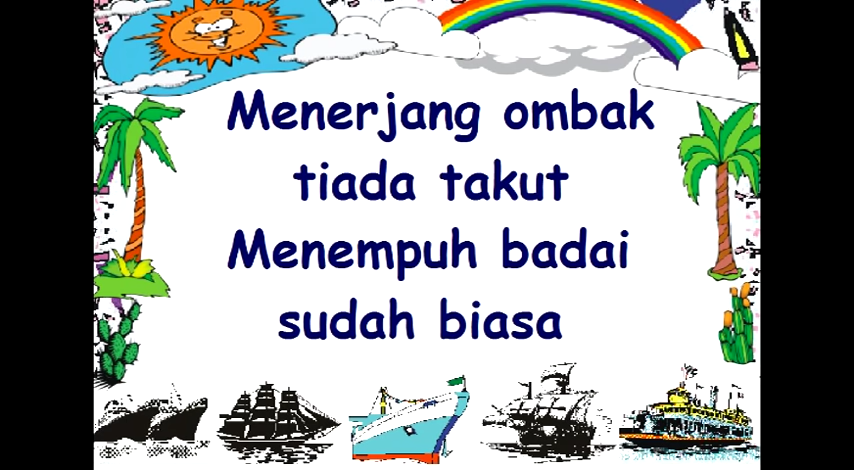 Menerjang ombak
tiada takut
Menempuh badai
sudah biasa